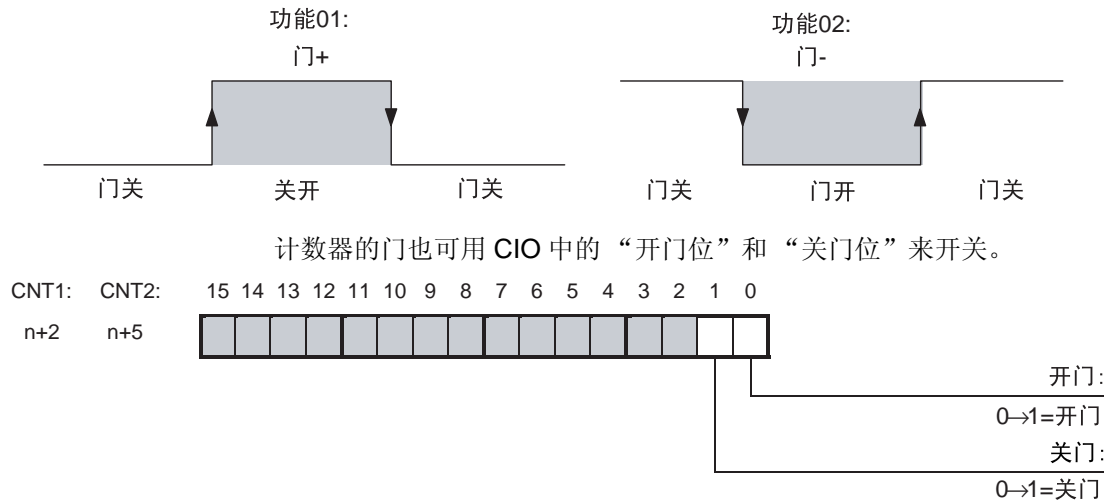 功能01: 功能02:
门+ 门-
门关 关开 门关 门关 门开 门关
计数器的门也可用 CIO 中的 “开门位”和 “关门位”来开关。
CNT1: CNT2: 15 14 13 12 11 10 9 8 7 6 5 4 3 2 1 0
n+2 n+5
开门:
0→1=开门
关门:
0→1=关门